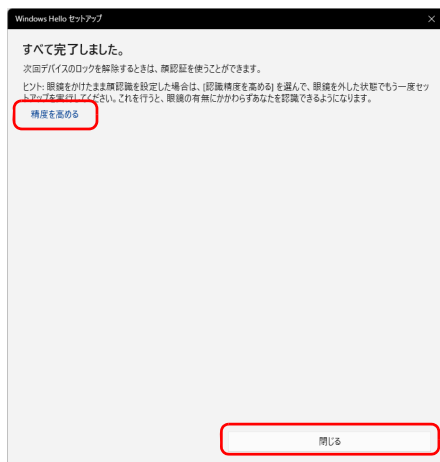 Windows Hello セットアップ
すべて完了しました。
次回デバイスのロックを解除するときは、顔認証を使うことができます。
ヒント: 眼鏡をかけたまま顔認識を設定した場合は、[認識精度を高める] を選んで、眼鏡を外した状態でもう一度セッ
トアップを実行してください。これを行うと、眼鏡の有無にかかわらずあなたを認識できるようになります。
精度を高める
閉じる